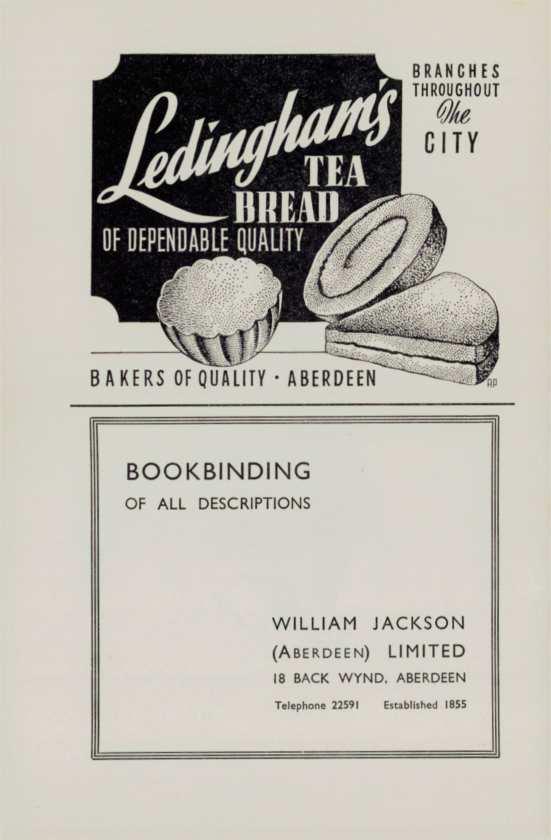 BRANCHES
THROUGHOUT
The
CITY
Ledingham's
TEA
BREAD
OF DEPENDABLE QUALITY
BAKERS OF QUALITY · ABERDEEN
AP
BOOKBINDING
OF ALL DESCRIPTIONS
WILLIAM JACKSON
(ABERDEEN) LIMITED
18 BACK WYND, ABERDEEN
Telephone 22591 Established 1855